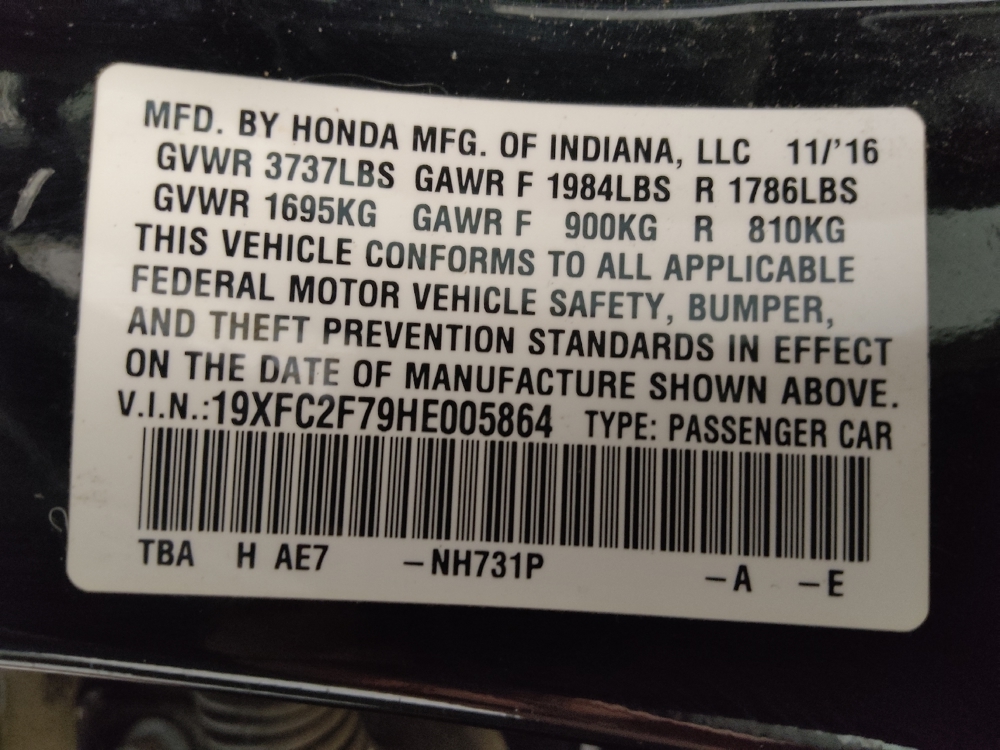 MFD. BY HONDA MFG. OF INDIANA, LLC 11/'16
GVWR 3737LBS GAWR F 1984LBS R 1786LBS
GVWR 1695KG GAWR F 900KG R 810KG
THIS VEHICLE CONFORMS TO ALL APPLICABLE
FEDERAL MOTOR VEHICLE SAFETY, BUMPER,
AND THEFT PREVENTION STANDARDS IN EFFECT
ON THE DATE OF MANUFACTURE SHOWN ABOVE.
V.I.N.:19XFC2F79HE005864 TYPE: PASSENGER CAR
TBA H AE7 –NH731P –A –E